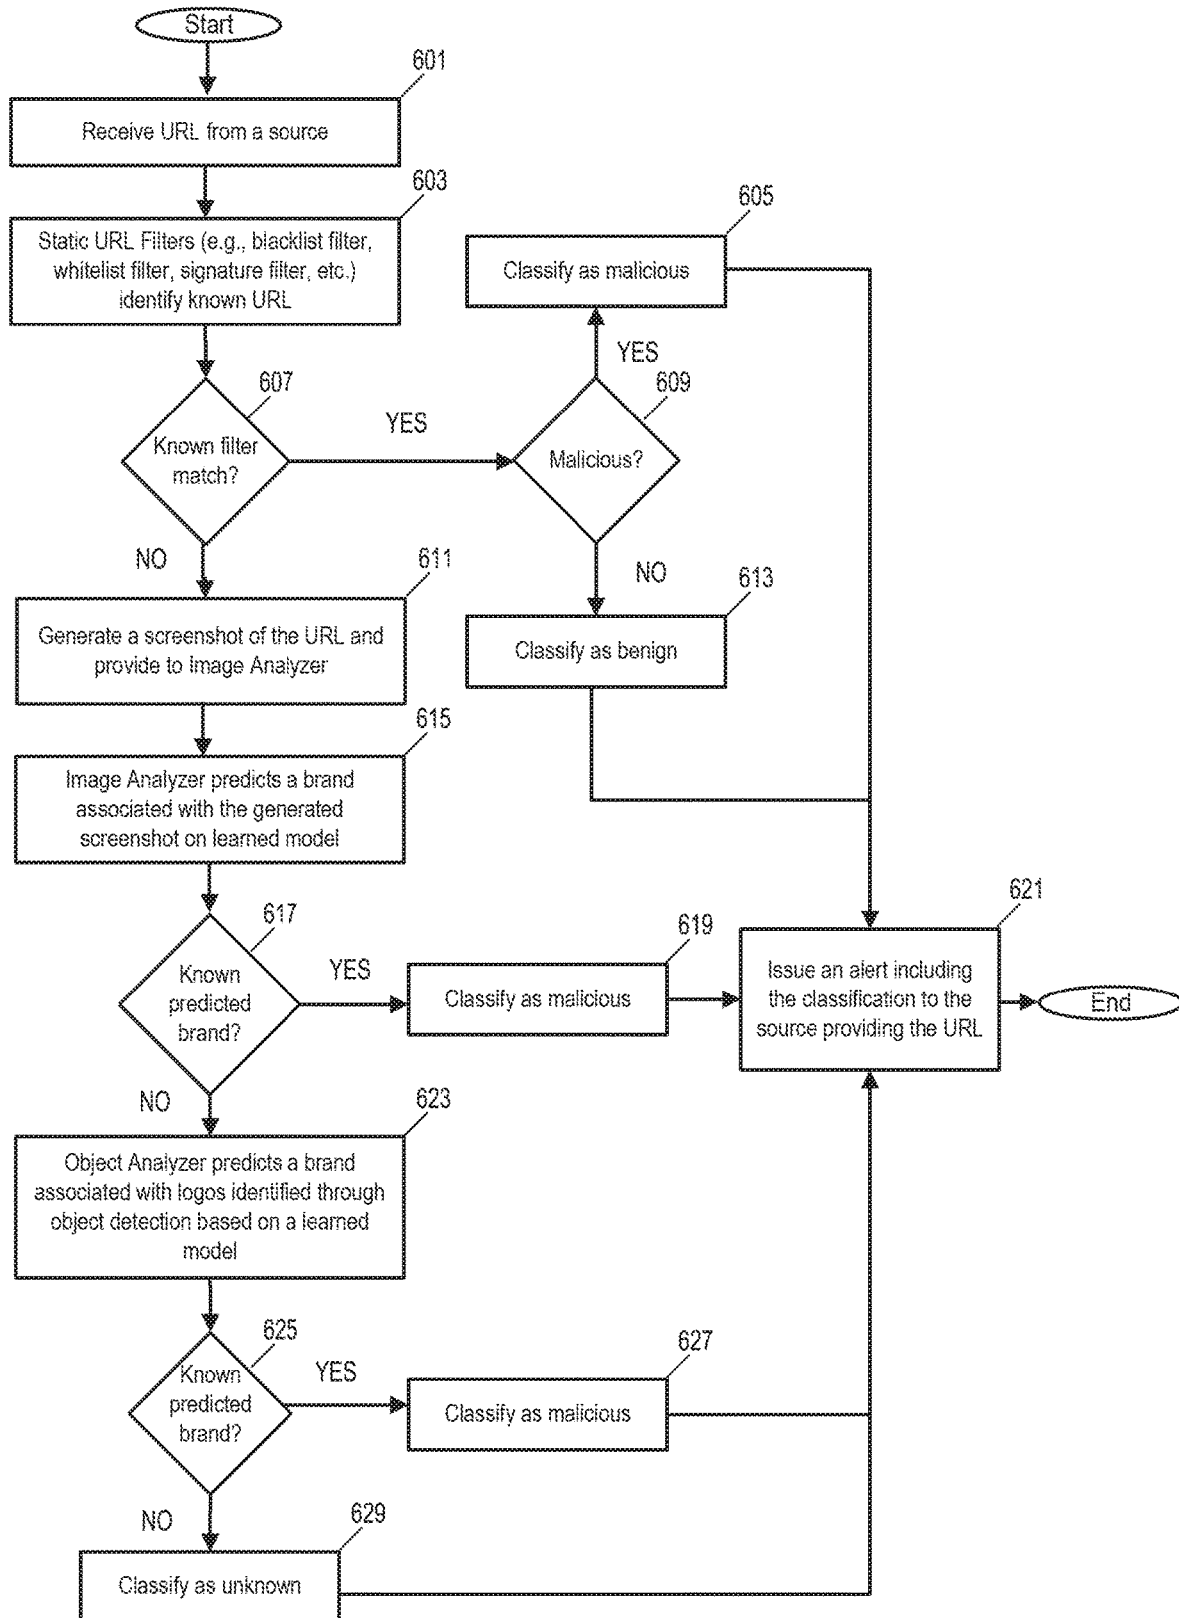 Start
601
Receive URL from a source
603
Static URL Filters (e.g., blacklist filter,
whitelist filter, signature filter, etc.)
identify known URL
605
Classify as malicious
YES
607
Known filter
match?
YES
609
Malicious?
NO
NO
611
Generate a screenshot of the URL and
provide to Image Analyzer
613
Classify as benign
615
Image Analyzer predicts a brand
associated with the generated
screenshot on learned model
617
Known
predicted
brand?
YES
619
Classify as malicious
621
Issue an alert including
the classification to the
source providing the URL
End
NO
623
Object Analyzer predicts a brand
associated with logos identified through
object detection based on a learned
model
625
Known
predicted
brand?
YES
627
Classify as malicious
NO
629
Classify as unknown